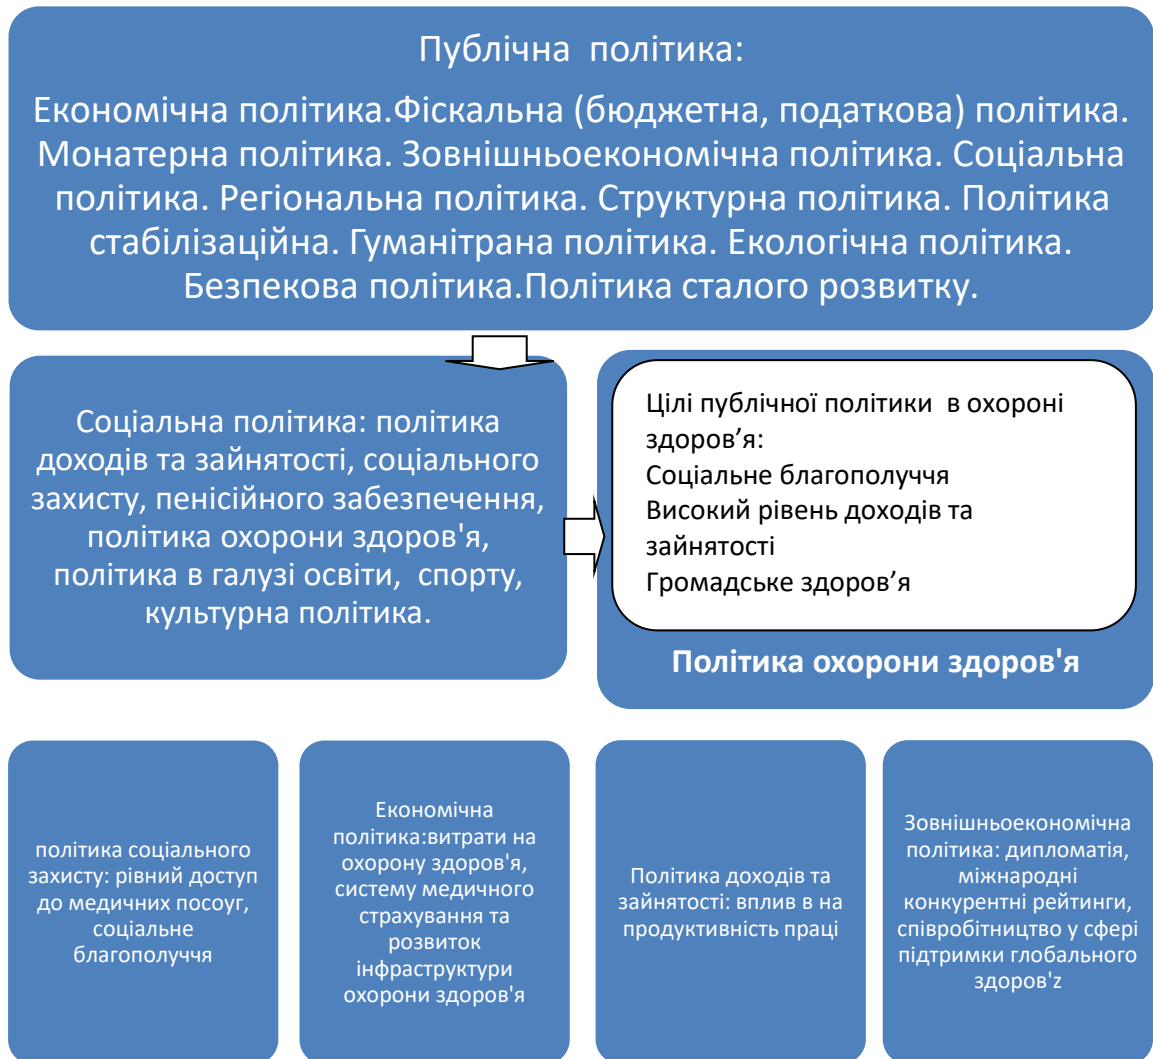 Публічна політика:
Економічна політика.Фіскальна (бюджетна, податкова) політика.
Монатерна політика. Зовнішньоекономічна політика. Соціальна
політика. Регіональна політика. Структурна політика. Політика
стабілізаційна. Гуманітрана політика. Екологічна політика.
Безпекова політика.Політика сталого розвитку.
Соціальна політика: політика
доходів та зайнятості, соціального
захисту, пенісійного забезпечення,
політика охорони здоров'я,
політика в галузі освіти, спорту,
культурна політика.
Цілі публічної політики в охороні
здоров’я:
Соціальне благополуччя
Високий рівень доходів та
зайнятості
Громадське здоров’я
Політика охорони здоров'я
політика соціального
захисту: рівний доступ
до медичних посоуг,
соціальне
благополуччя
Економічна
політика:витрати на
охорону здоров'я,
систему медичного
страхування та
розвиток
інфраструктури
охорони здоров'я
Політика доходів та
зайнятості: вплив в на
продуктивність праці
Зовнішньоекономічна
політика: дипломатія,
міжнародні
конкурентні рейтинги,
співробітництво у сфері
підтримки глобального
здоров'z